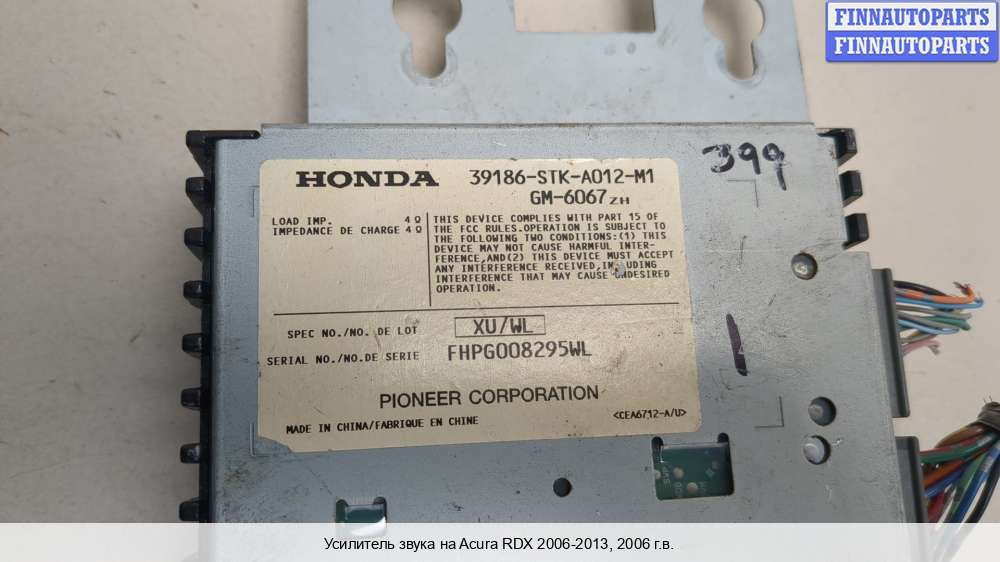 FINNAUTOPARTS
FINNAUTOPARTS
399
HONDA 39186-STK-A012-M1
GM-6067 ZH
LOAD IMP. 4Ω
IMPEDANCE DE CHARGE 4Ω
THIS DEVICE COMPLIES WITH PART 15 OF
THE FCC RULES.OPERATION IS SUBJECT TO
THE FOLLOWING TWO CONDITIONS:(1) THIS
DEVICE MAY NOT CAUSE HARMFUL INTER-
FERENCE,AND(2) THIS DEVICE MUST ACCEPT
ANY INTERFERENCE RECEIVED,INCLUDING
INTERFERENCE THAT MAY CAUSE UNDESIRED
OPERATION.
SPEC NO./NO. DE LOT XU/WL
SERIAL NO./NO.DE SERIE FHPG008295WL
PIONEER CORPORATION
MADE IN CHINA/FABRIQUE EN CHINE <CEA6712-A/U>
Усилитель звука на Acura RDX 2006-2013, 2006 г.в.